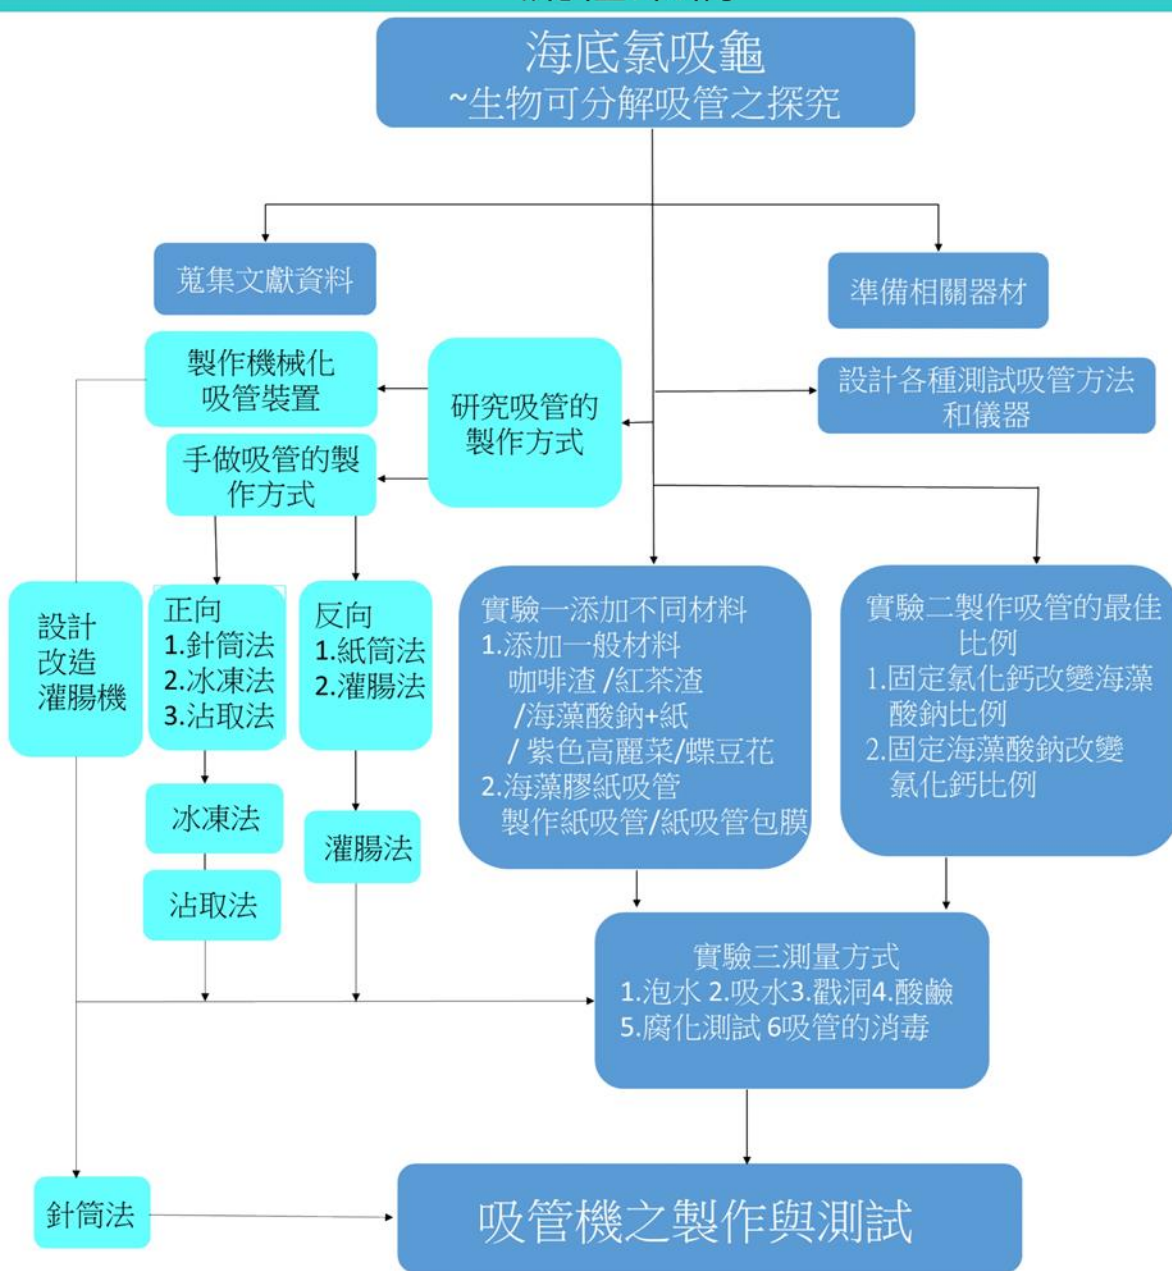 海底氯吸龜
~生物可分解吸管之探究
蒐集文獻資料
準備相關器材
製作機械化
吸管裝置
研究吸管的
製作方式
設計各種測試吸管方法
和儀器
手做吸管的製
作方式
設計
改造
灌腸機
正向
1.針筒法
2.冰凍法
3.沾取法
反向
1.紙筒法
2.灌腸法
實驗一添加不同材料
1.添加一般材料
咖啡渣 /紅茶渣
/海藻酸鈉+紙
/ 紫色高麗菜/蝶豆花
2.海藻膠紙吸管
製作紙吸管/紙吸管包膜
實驗二製作吸管的最佳
比例
1.固定氯化鈣改變海藻
酸鈉比例
2.固定海藻酸鈉改變
氯化鈣比例
冰凍法
灌腸法
沾取法
實驗三測量方式
1.泡水 2.吸水3.戳洞4.酸鹼
5.腐化測試 6吸管的消毒
針筒法
吸管機之製作與測試